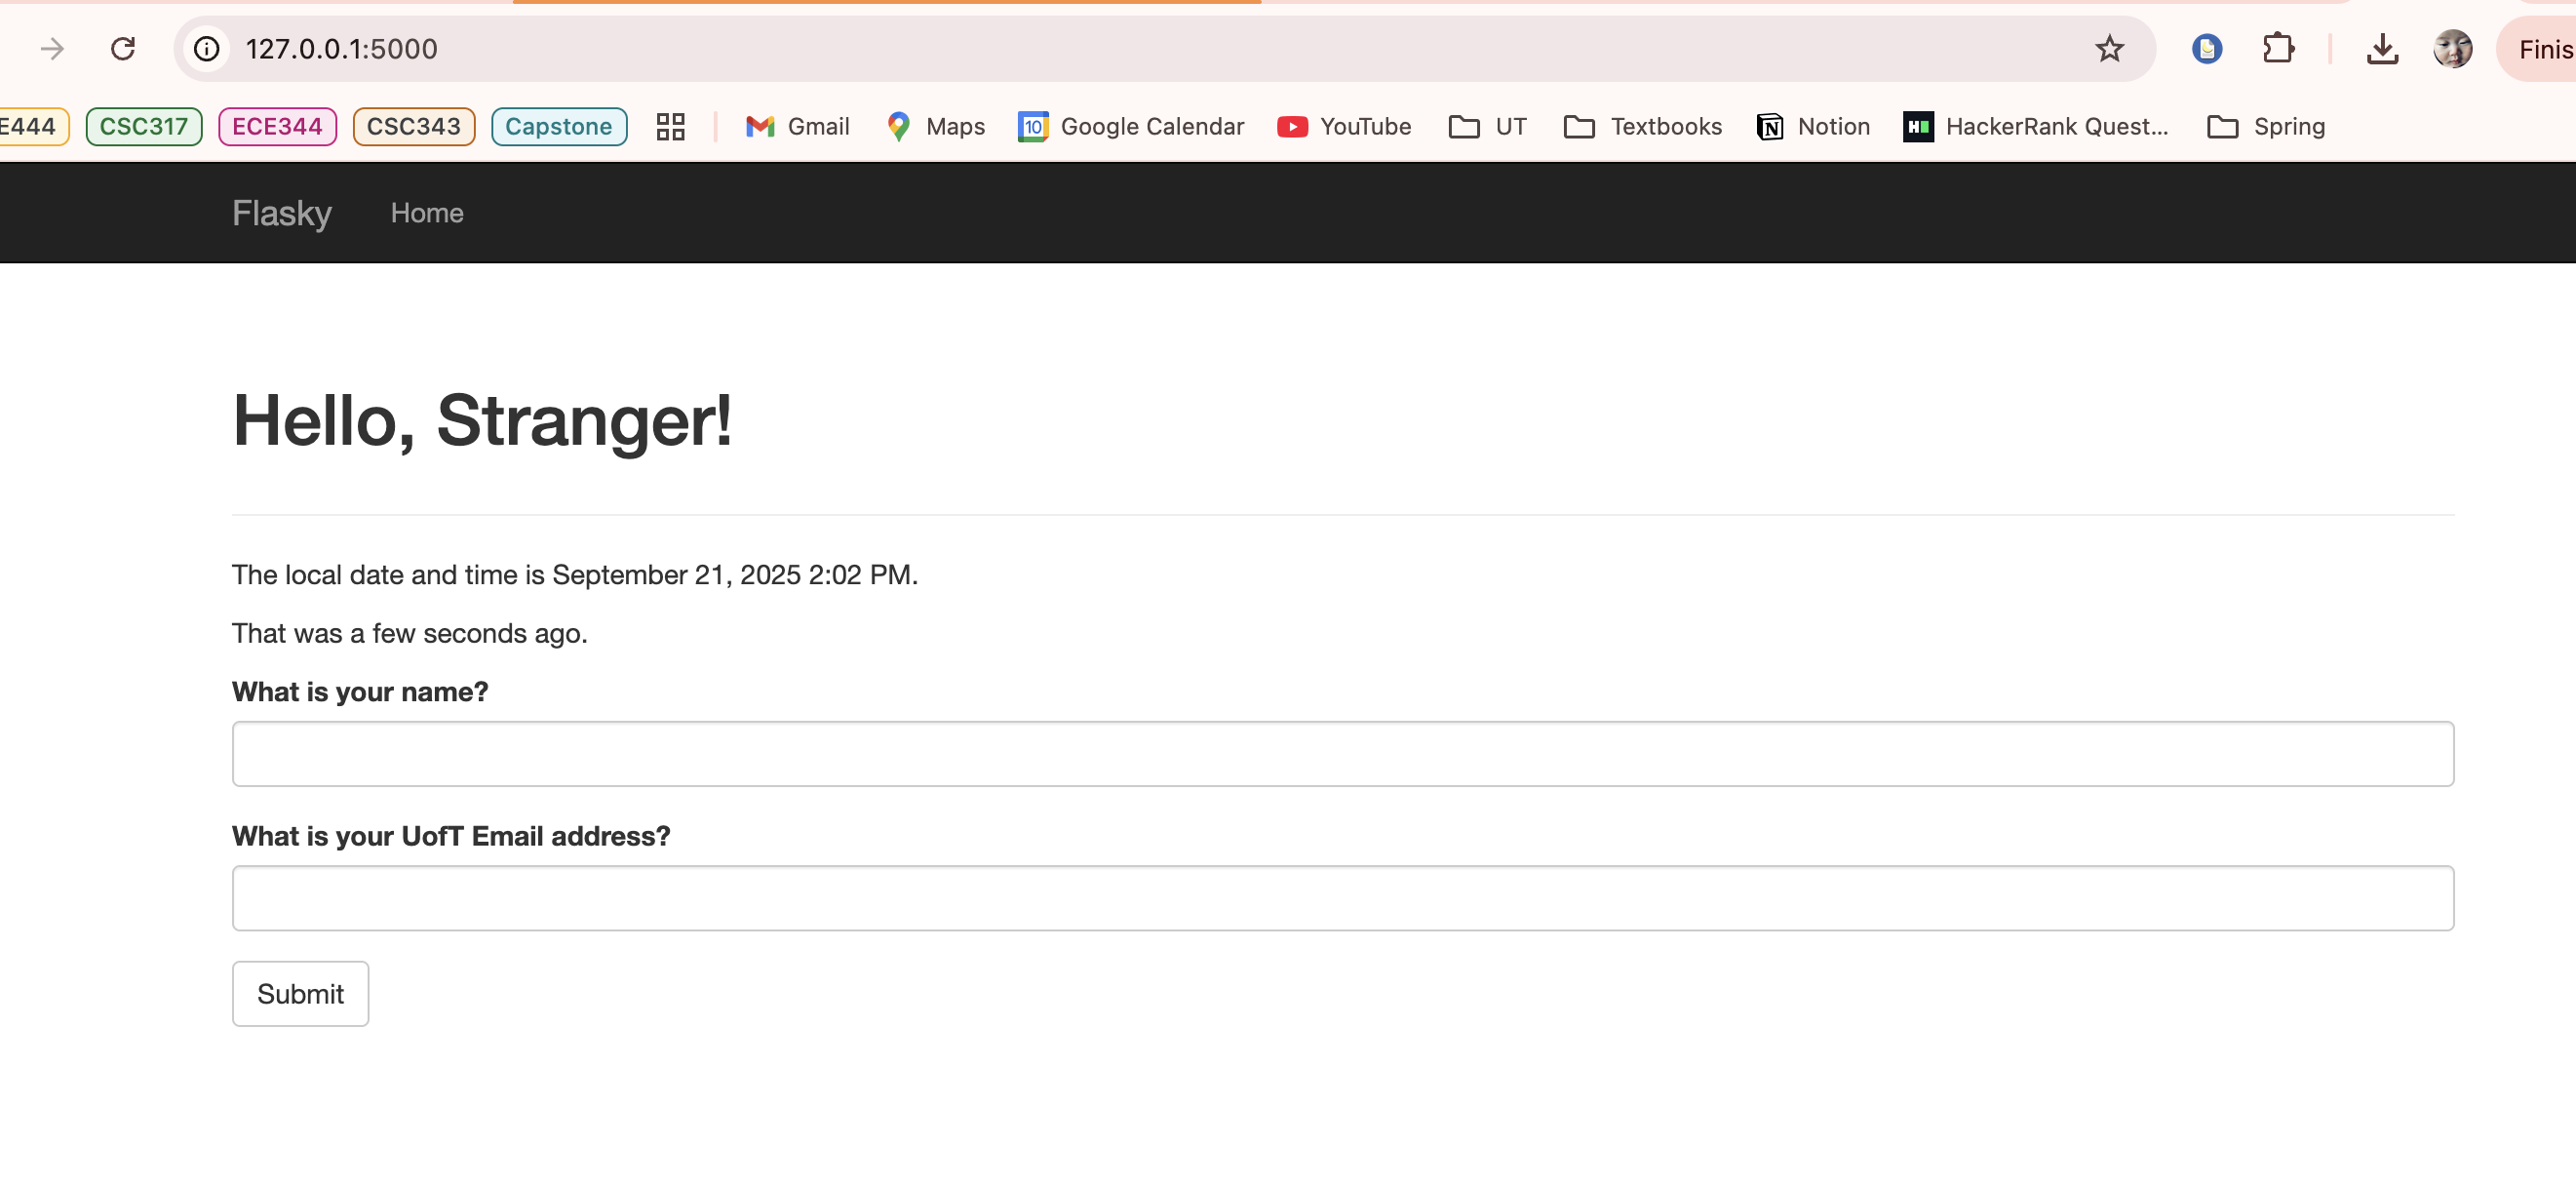 127.0.0.1:5000
Finis
E444 CSC317 ECE344 CSC343 Capstone Gmail Maps 10 Google Calendar YouTube UT Textbooks Notion HackerRank Quest... Spring
Flasky Home
Hello, Stranger!
The local date and time is September 21, 2025 2:02 PM.
That was a few seconds ago.
What is your name?
What is your UofT Email address?
Submit